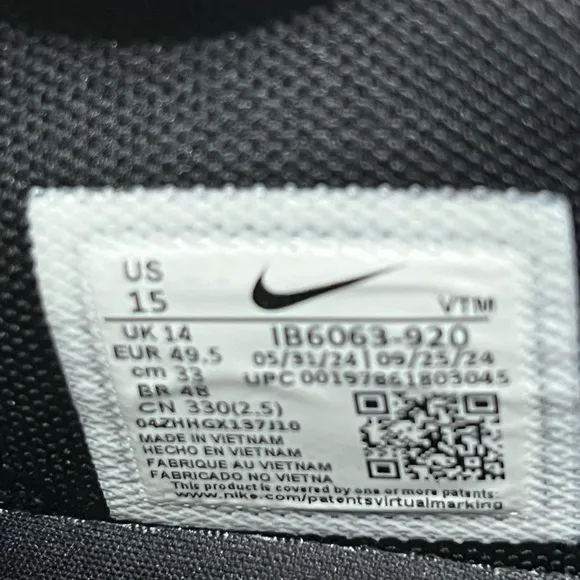 US
15
VTM
UK 14
IB6063-920
EUR 49.5
05/31/24 | 09/25/24
cm 33
UPC 00197861803045
BR 48
CN 330(2.5)
04ZHHGX137J10
MADE IN VIETNAM
HECHO EN VIETNAM
FABRIQUE AU VIETNAM
FABRICADO NO VIETNA
This product is covered by one or more patents:
www.nike.com/patentsvirtualmarking